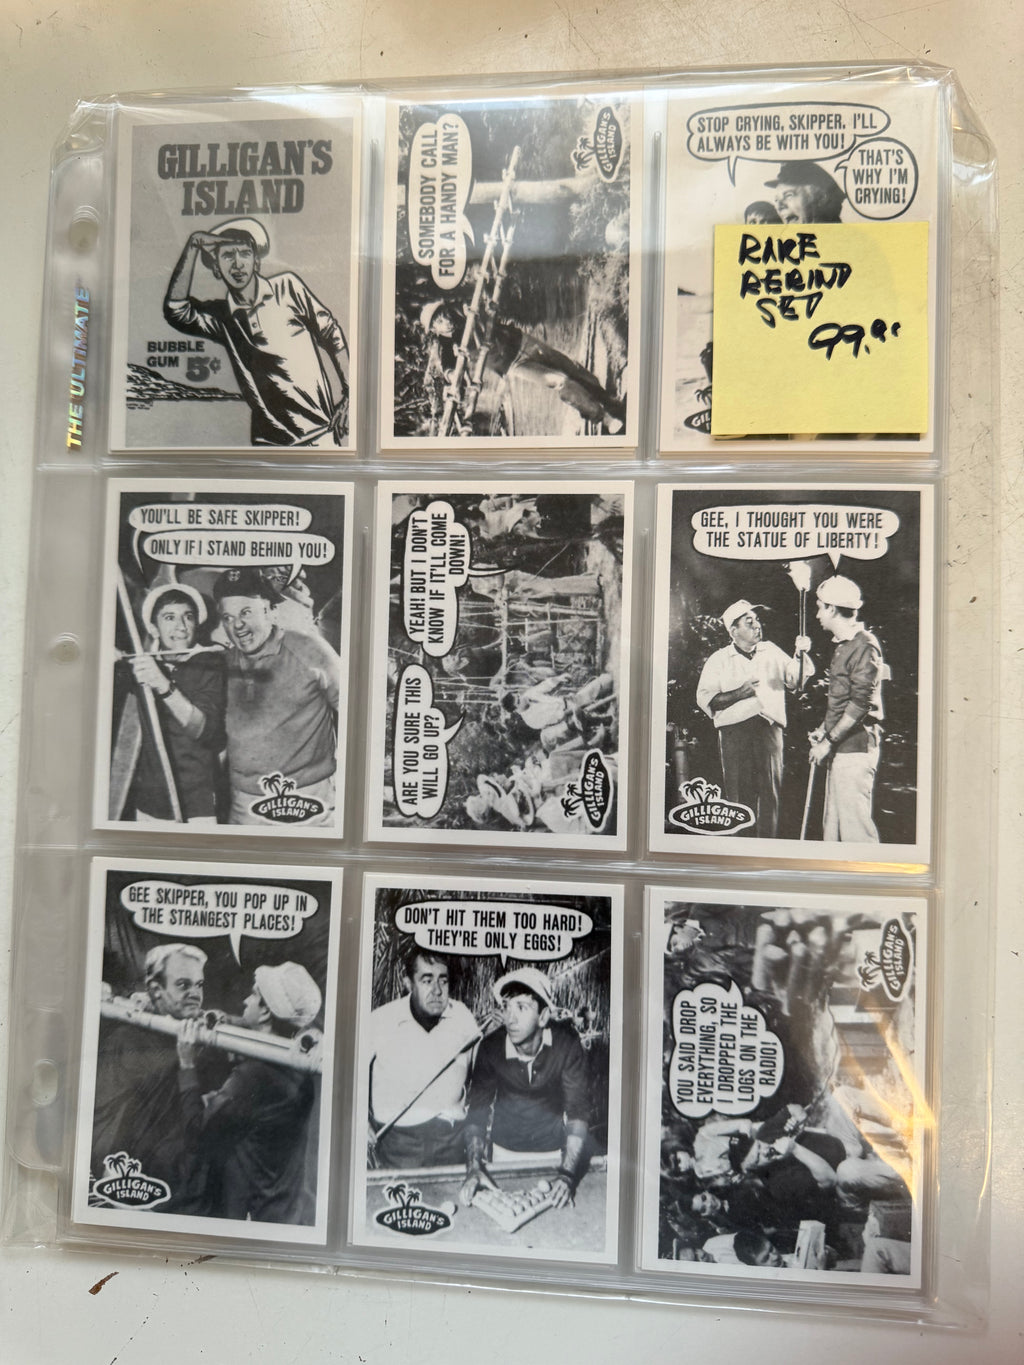 THE ULTIMATE
GILLIGAN'S
ISLAND
BUBBLE
GUM 5¢
SOMEBODY CALL
FOR A HANDY MAN?
GILLIGAN'S
ISLAND
STOP CRYING, SKIPPER. I'LL
ALWAYS BE WITH YOU!
THAT'S
WHY I'M
CRYING!
RARE
SET
YOU'LL BE SAFE SKIPPER!
ONLY IF I STAND BEHIND YOU!
GILLIGAN'S
ISLAND
ARE YOU SURE THIS
WILL GO UP?
YEAH! BUT I DON'T
KNOW IF IT'LL COME
DOWN!
GILLIGAN'S
ISLAND
GEE, I THOUGHT YOU WERE
THE STATUE OF LIBERTY!
GILLIGAN'S
ISLAND
GEE SKIPPER, YOU POP UP IN
THE STRANGEST PLACES!
GILLIGAN'S
ISLAND
DON'T HIT THEM TOO HARD!
THEY'RE ONLY EGGS!
GILLIGAN'S
ISLAND
YOU SAID DROP
EVERYTHING, SO
I DROPPED THE
LOGS ON THE
RADIO!
GILLIGAN'S
ISLAND